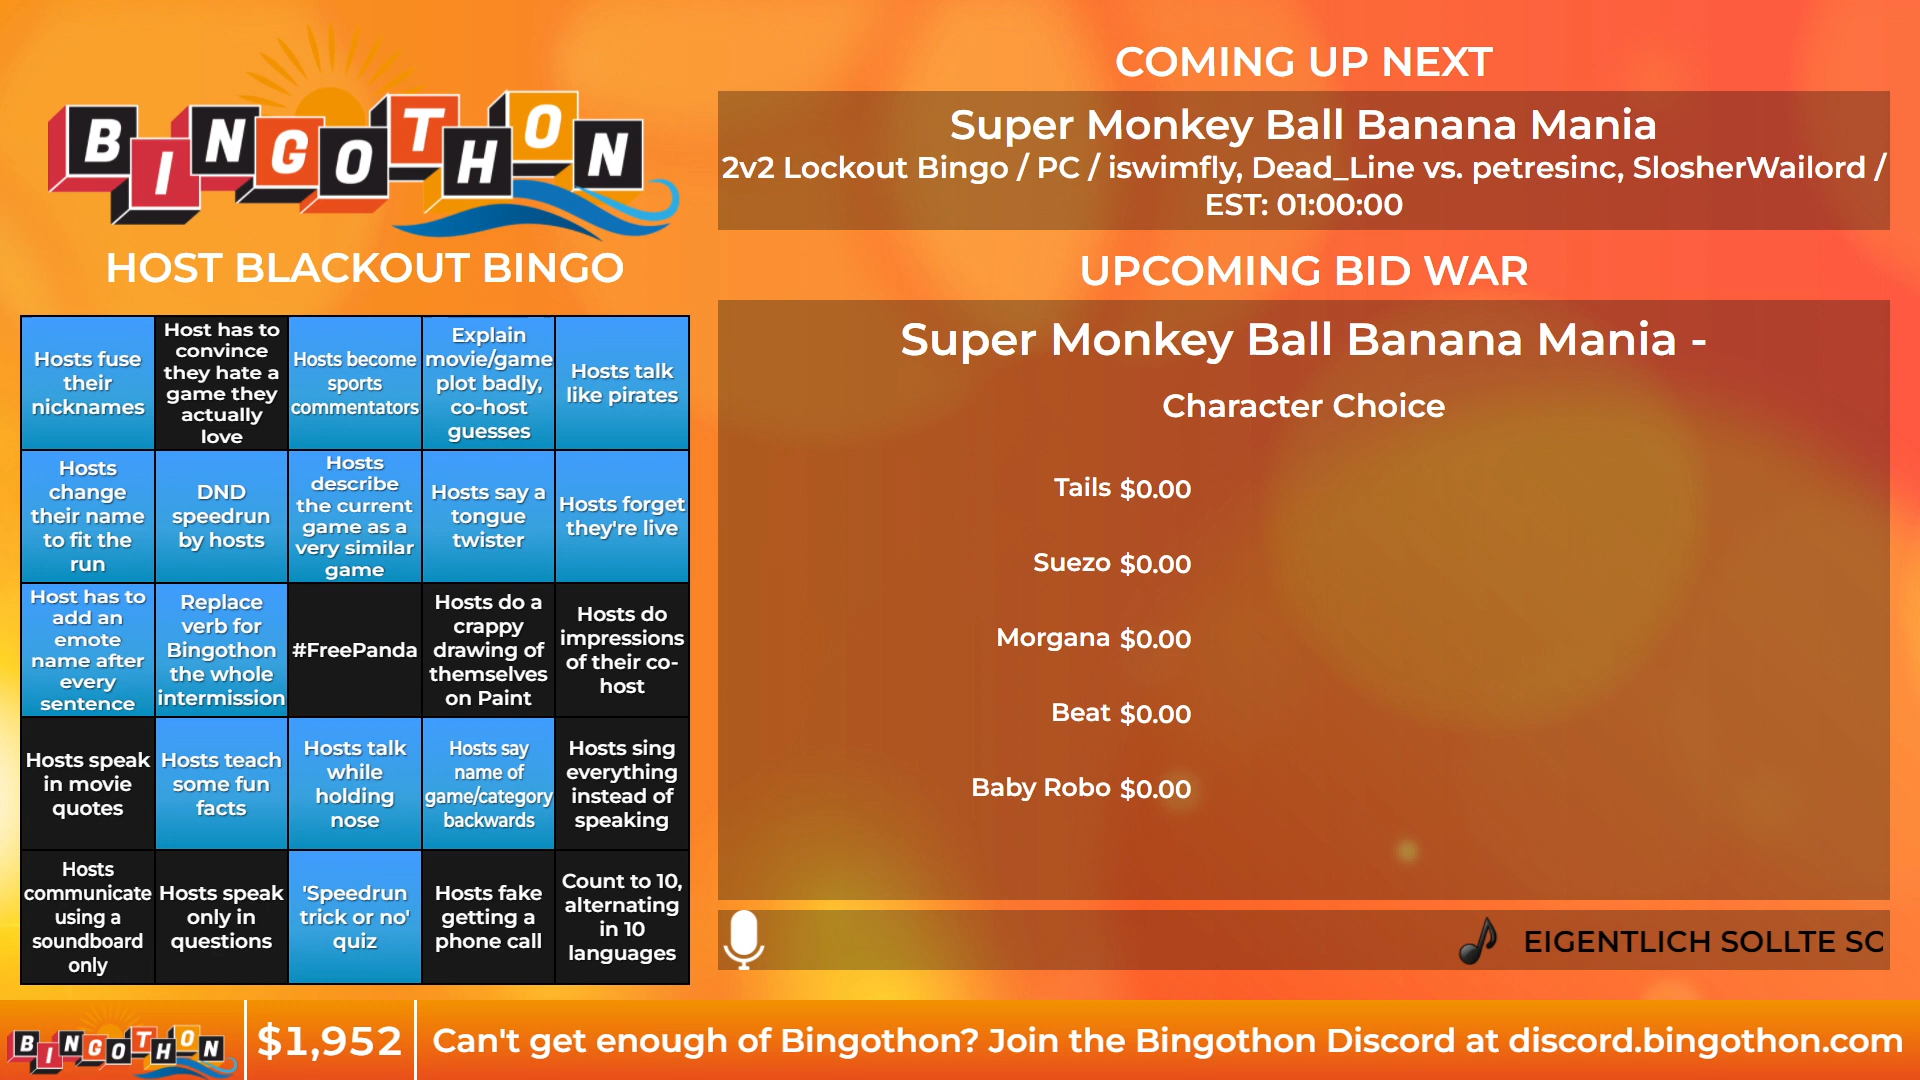 BINGOTHON
HOST BLACKOUT BINGO
Hosts fuse
their
nicknames
Host has to
convince
they hate a
game they
actually
love
Hosts become
sports
commentators
Explain
movie/game
plot badly,
co-host
guesses
Hosts talk
like pirates
Hosts
change
their name
to fit the
run
DND
speedrun
by hosts
Hosts
describe
the current
game as a
very similar
game
Hosts say a
tongue
twister
Hosts forget
they're live
Host has to
add an
emote
name after
every
sentence
Replace
verb for
Bingothon
the whole
intermission
#FreePanda
Hosts do a
crappy
drawing of
themselves
on Paint
Hosts do
impressions
of their co-
host
Hosts speak
in movie
quotes
Hosts teach
some fun
facts
Hosts talk
while
holding
nose
Hosts say
name of
game/category
backwards
Hosts sing
everything
instead of
speaking
Hosts
communicate
using a
soundboard
only
Hosts speak
only in
questions
'Speedrun
trick or no'
quiz
Hosts fake
getting a
phone call
Count to 10,
alternating
in 10
languages
COMING UP NEXT
Super Monkey Ball Banana Mania
2v2 Lockout Bingo / PC / iswimfly, Dead_Line vs. petresinc, SlosherWailord /
EST: 01:00:00
UPCOMING BID WAR
Super Monkey Ball Banana Mania -
Character Choice
Tails $0.00
Suezo $0.00
Morgana $0.00
Beat $0.00
Baby Robo $0.00
EIGENTLICH SOLLTE SC
BINGOTHON
$1,952
Can't get enough of Bingothon? Join the Bingothon Discord at discord.bingothon.com